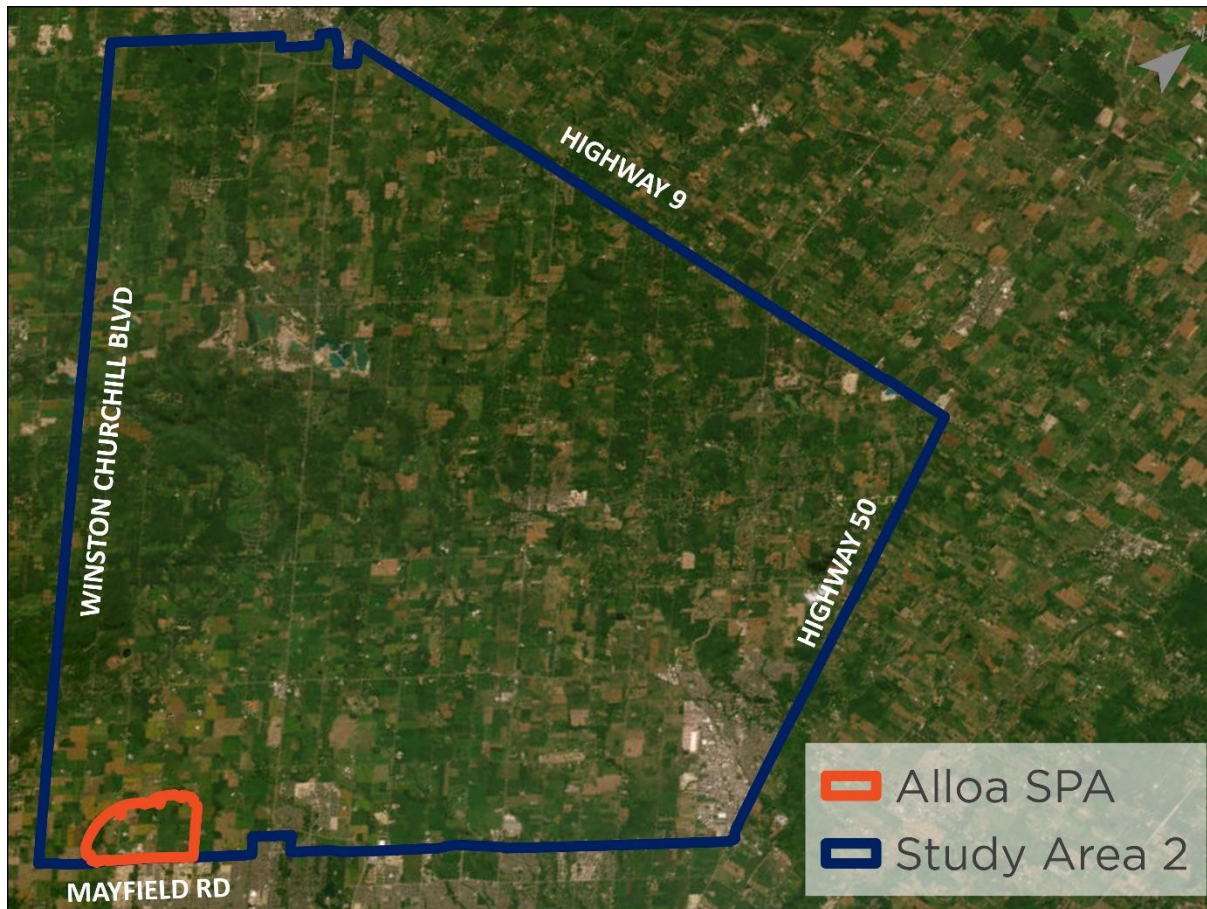 HIGHWAY 9
WINSTON CHURCHILL BLVD
HIGHWAY 50
MAYFIELD RD
Alloa SPA
Study Area 2